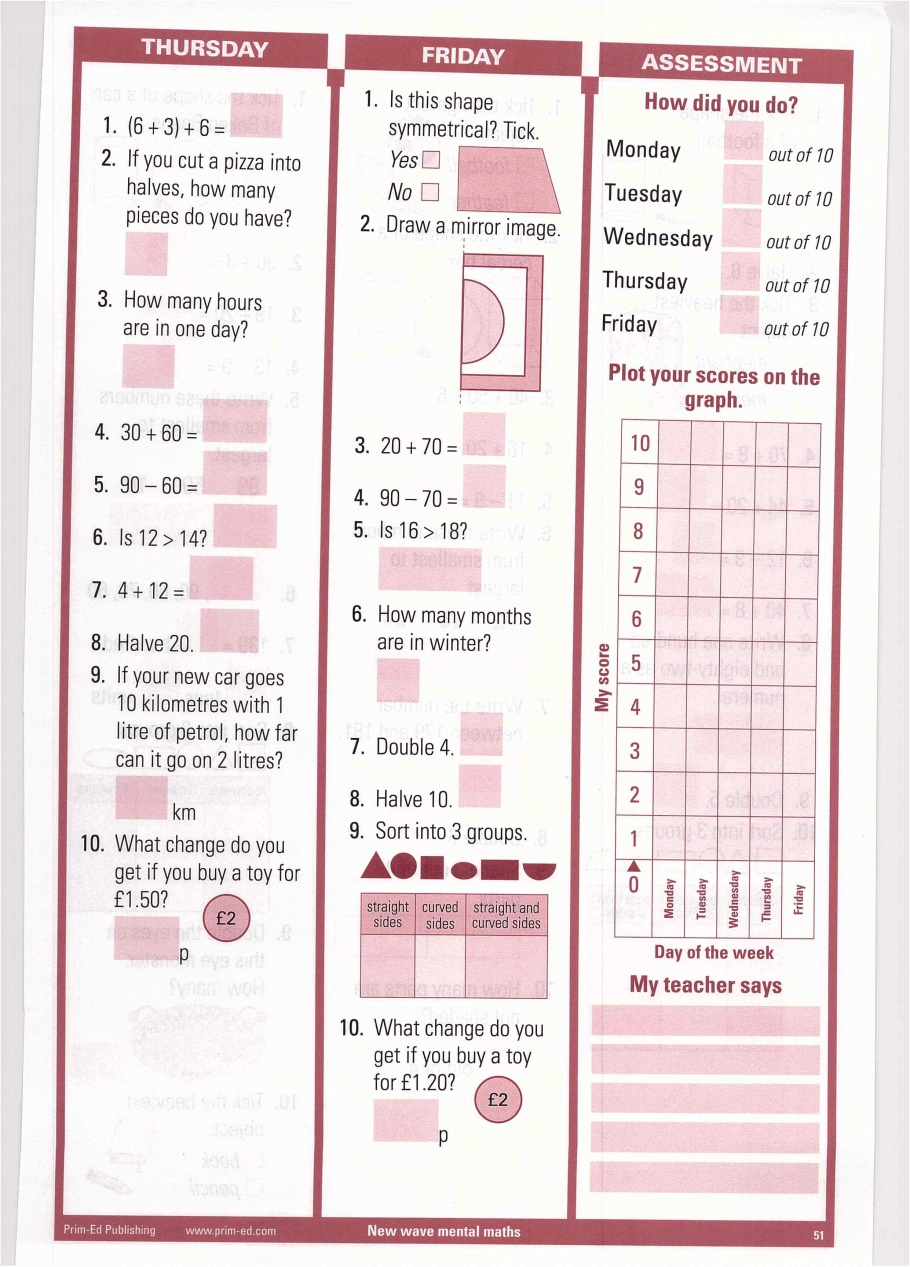 THURSDAY
1. (6 + 3) + 6 =
2. If you cut a pizza into
halves, how many
pieces do you have?
3. How many hours
are in one day?
4. 30 + 60 =
5. 90 – 60 =
6. Is 12 > 14?
7. 4 + 12 =
8. Halve 20.
9. If your new car goes
10 kilometres with 1
litre of petrol, how far
can it go on 2 litres?
km
10. What change do you
get if you buy a toy for
£1.50?
£2
p
FRIDAY
1. Is this shape
symmetrical? Tick.
Yes
No
2. Draw a mirror image.
3. 20 + 70 =
4. 90 – 70 =
5. Is 16 > 18?
6. How many months
are in winter?
7. Double 4.
8. Halve 10.
9. Sort into 3 groups.
straight sides
curved sides
straight and curved sides
10. What change do you
get if you buy a toy
for £1.20?
£2
p
ASSESSMENT
How did you do?
Monday out of 10
Tuesday out of 10
Wednesday out of 10
Thursday out of 10
Friday out of 10
Plot your scores on the
graph.
My score
10
9
8
7
6
5
4
3
2
1
0
Monday
Tuesday
Wednesday
Thursday
Friday
Day of the week
My teacher says
Prim-Ed Publishing www.prim-ed.com
New wave mental maths
51